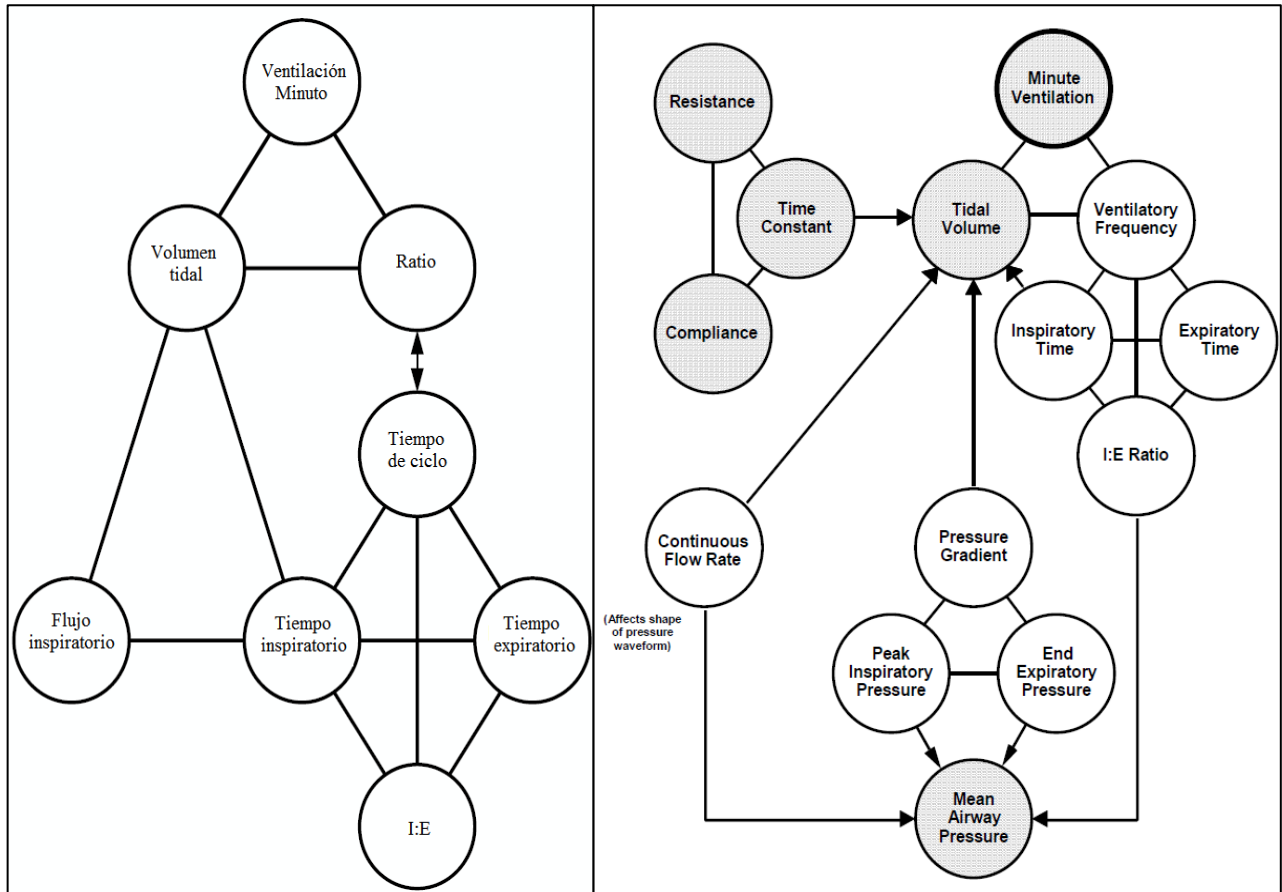 Ventilación
Minuto
Volumen
tidal
Ratio
Tiempo
de ciclo
Flujo
inspiratorio
Tiempo
inspiratorio
Tiempo
expiratorio
I:E
Resistance
Minute
Ventilation
Time
Constant
Tidal
Volume
Ventilatory
Frequency
Compliance
Inspiratory
Time
Expiratory
Time
I:E Ratio
Continuous
Flow Rate
(Affects shape
of pressure
waveform)
Pressure
Gradient
Peak
Inspiratory
Pressure
End
Expiratory
Pressure
Mean
Airway
Pressure